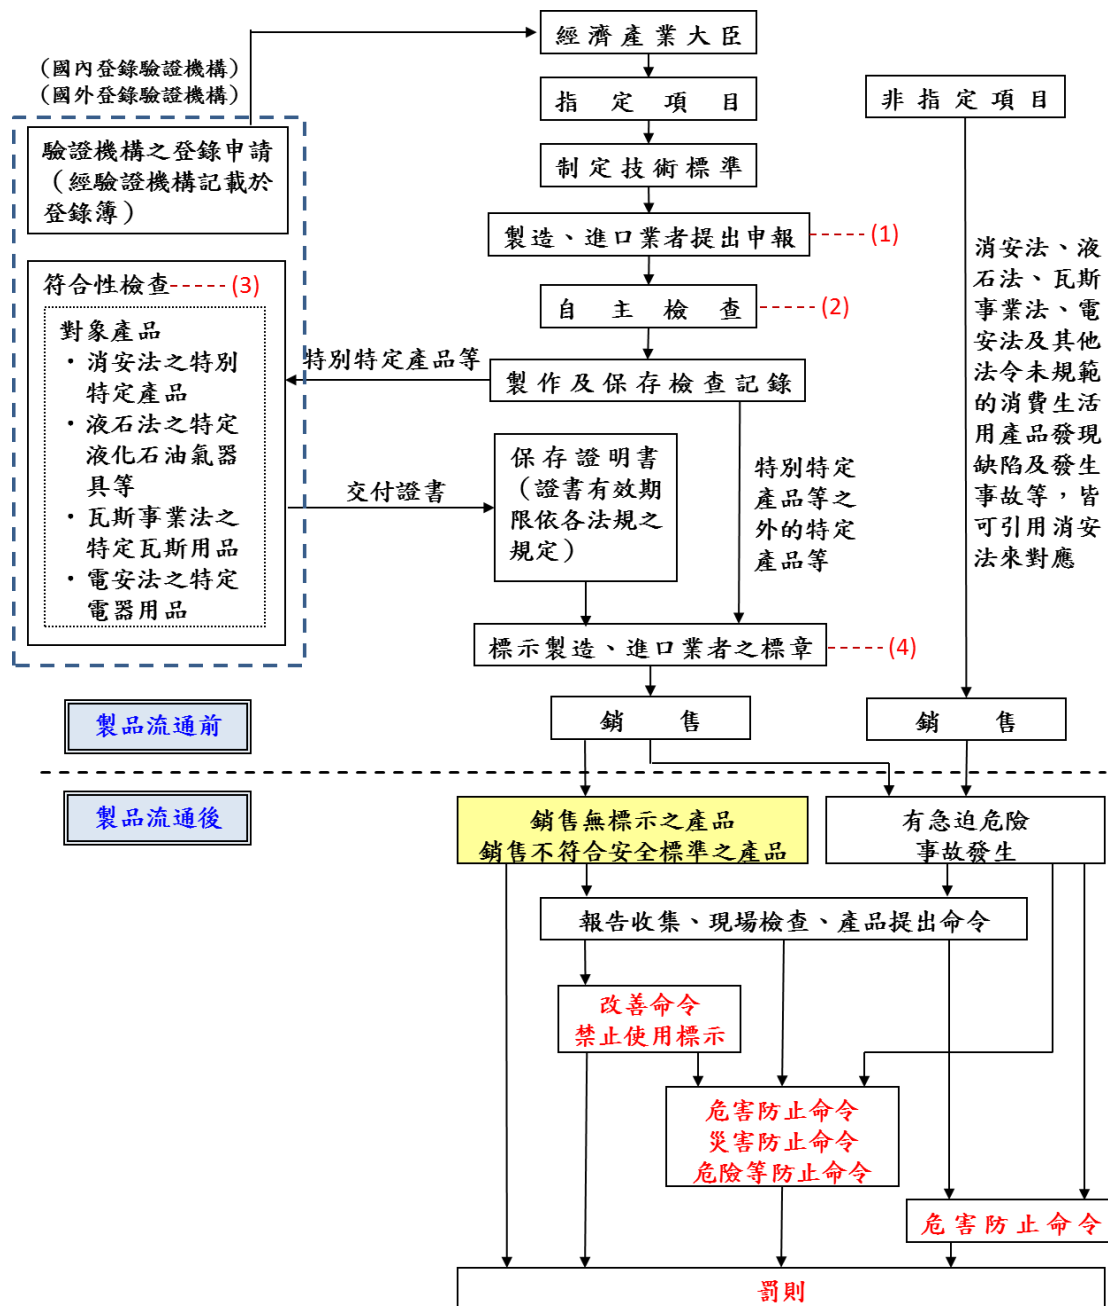 經濟產業大臣
（國內登錄驗證機構）
（國外登錄驗證機構）
指定項目
非指定項目
驗證機構之登錄申請
（經驗證機構記載於
登錄簿）
制定技術標準
製造、進口業者提出申報
(1)
消安法、液
石法、瓦斯
事業法、電
安法及其他
法令未規範
的消費生活
用產品發現
缺陷及發生
事故等，皆
可引用消安
法來對應
符合性檢查
(3)
自主檢查
(2)
對象產品
・消安法之特別
特定產品
・液石法之特定
液化石油氣器
具等
・瓦斯事業法之
特定瓦斯用品
・電安法之特定
電器用品
特別特定產品等
製作及保存檢查記錄
保存證明書
（證書有效期
限依各法規之
規定）
特別特定
產品等之
外的特定
產品等
交付證書
標示製造、進口業者之標章
(4)
製品流通前
銷售
銷售
製品流通後
銷售無標示之產品
銷售不符合安全標準之產品
有急迫危險
事故發生
報告收集、現場檢查、產品提出命令
改善命令
禁止使用標示
危害防止命令
災害防止命令
危險等防止命令
危害防止命令
罰則